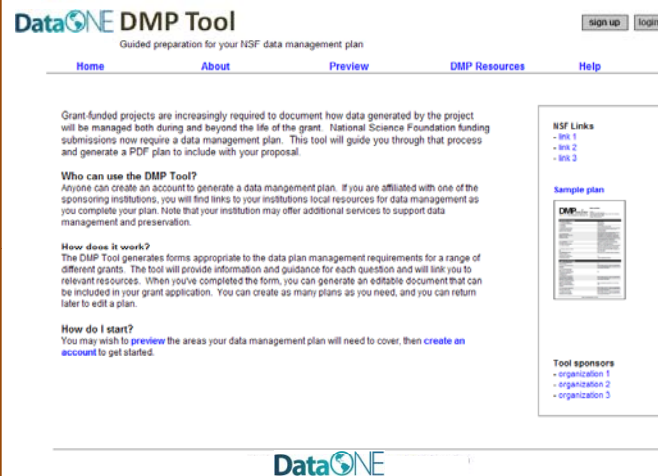 DataONE DMP Tool
sign up login
Guided preparation for your NSF data management plan
Home About Preview DMP Resources Help
Grant-funded projects are increasingly required to document how data generated by the project
will be managed both during and beyond the life of the grant. National Science Foundation funding
submissions now require a data management plan. This tool will guide you through that process
and generate a PDF plan to include with your proposal.
Who can use the DMP Tool?
Anyone can create an account to generate a data mangement plan. If you are affiliated with one of the
sponsoring institutions, you will find links to your institutions local resources for data management as
you complete your plan. Note that your institution may offer additional services to support data
management and preservation.
How does it work?
The DMP Tool generates forms appropriate to the data plan management requirements for a range of
different grants. The tool will provide information and guidance for each question and will link you to
relevant resources. When you've completed the form, you can generate an editable document that can
be included in your grant application. You can create as many plans as you need, and you can return
later to edit a plan.
How do I start?
You may wish to preview the areas your data management plan will need to cover, then create an
account to get started.
NSF Links
- link 1
- link 2
- link 3
Sample plan
DMP
Tool sponsors
- organization 1
- organization 2
- organization 3
DataONE